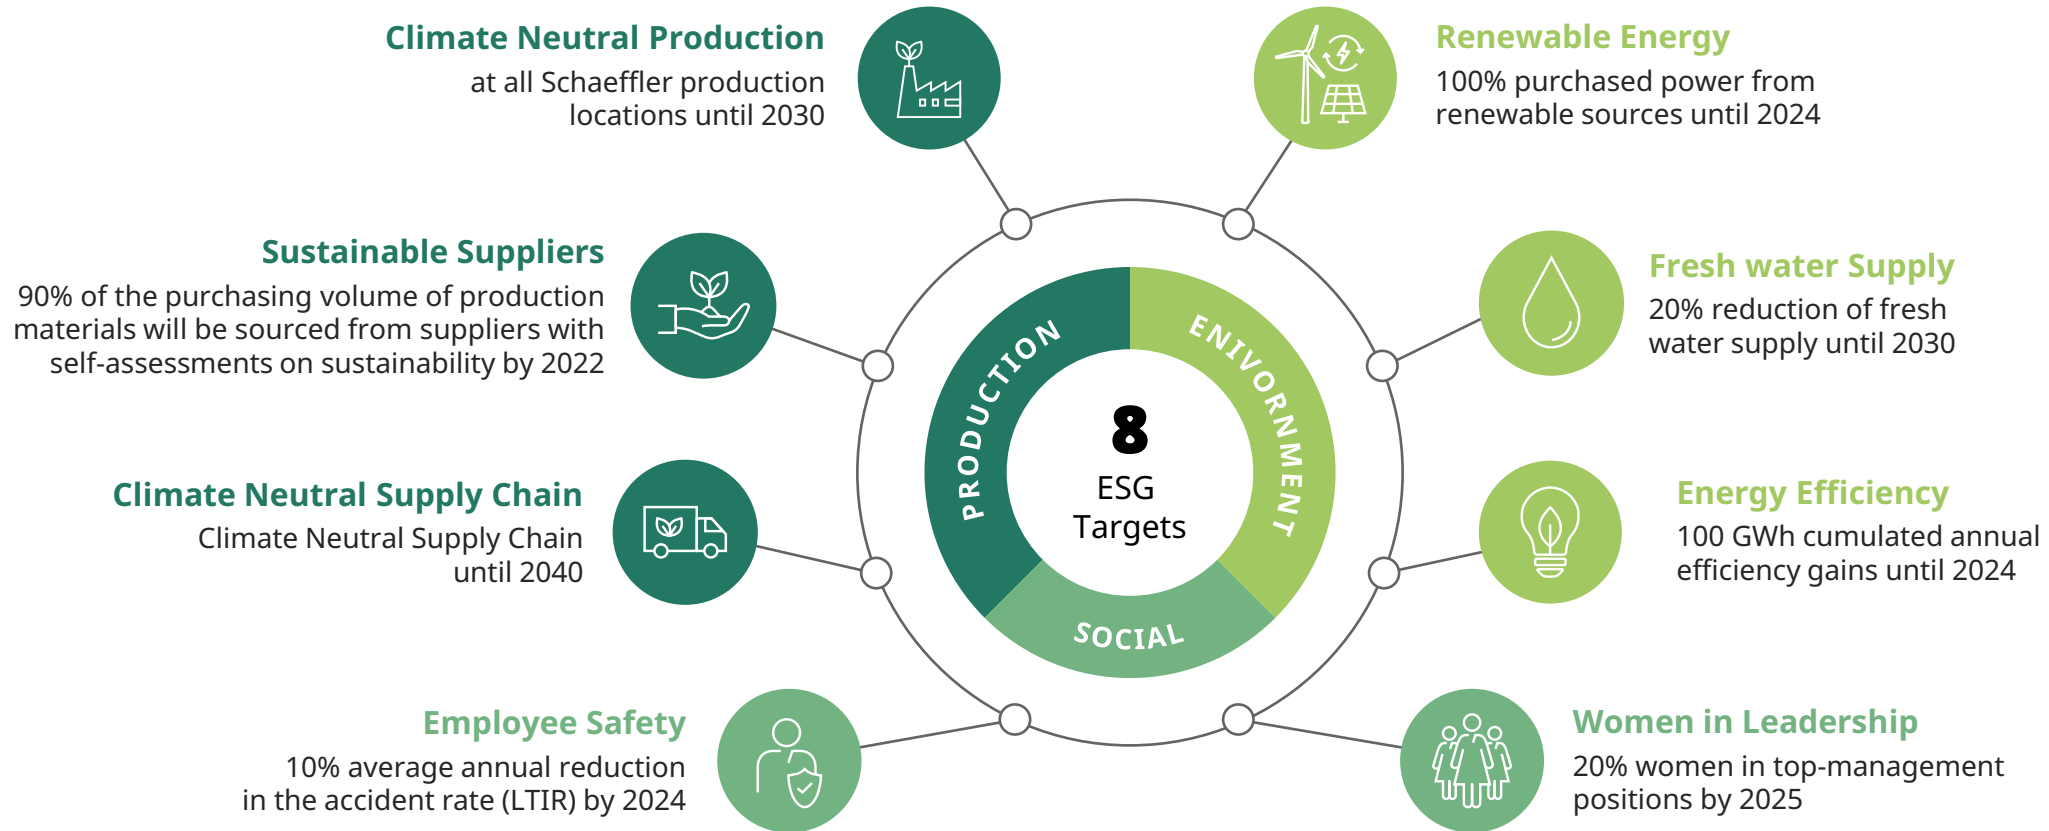 Climate Neutral Production
at all Schaeffler production
locations until 2030
Renewable Energy
100% purchased power from
renewable sources until 2024
Sustainable Suppliers
90% of the purchasing volume of production
materials will be sourced from suppliers with
self-assessments on sustainability by 2022
Fresh water Supply
20% reduction of fresh
water supply until 2030
PRODUCTION
ENIVORNMENT
SOCIAL
8
ESG
Targets
Climate Neutral Supply Chain
Climate Neutral Supply Chain
until 2040
Energy Efficiency
100 GWh cumulated annual
efficiency gains until 2024
Employee Safety
10% average annual reduction
in the accident rate (LTIR) by 2024
Women in Leadership
20% women in top-management
positions by 2025